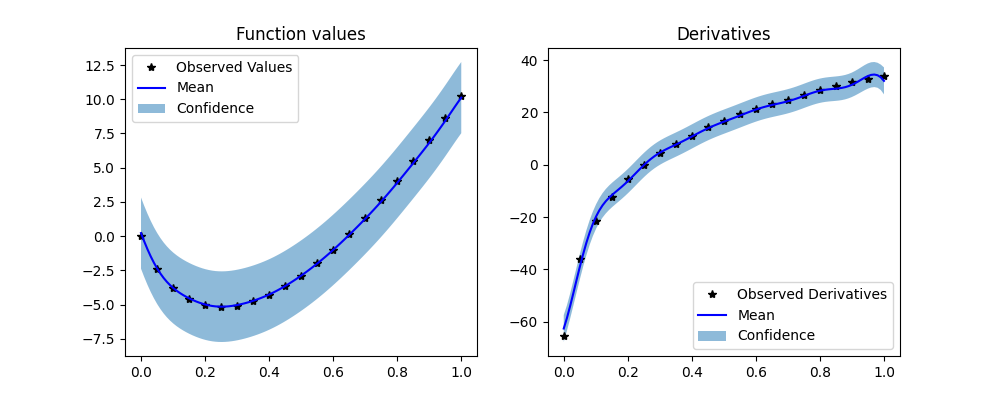 Function values
Observed Values
Mean
Confidence
12.5
10.0
7.5
5.0
2.5
0.0
−2.5
−5.0
−7.5
0.0 0.2 0.4 0.6 0.8 1.0
Derivatives
40
20
0
−20
−40
−60
Observed Derivatives
Mean
Confidence
0.0 0.2 0.4 0.6 0.8 1.0